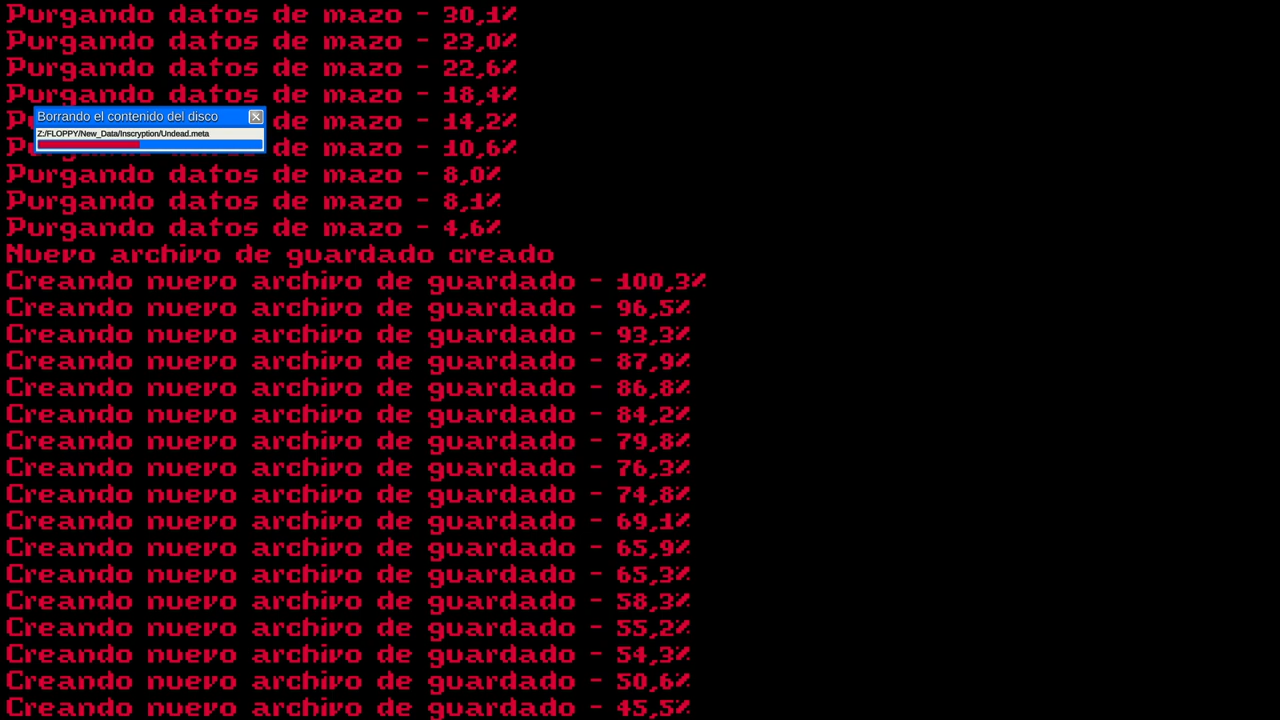 Purgando datos de mazo - 30,1%
Purgando datos de mazo - 23,0%
Purgando datos de mazo - 22,6%
Purgando datos de mazo - 18,4%
Borrando el contenido del disco
Z:/FLOPPY/New_Data/Inscryption/Undead.meta
Purgando datos de mazo - 14,2%
Purgando datos de mazo - 10,6%
Purgando datos de mazo - 8,0%
Purgando datos de mazo - 8,1%
Purgando datos de mazo - 4,6%
Nuevo archivo de guardado creado
Creando nuevo archivo de guardado - 100,3%
Creando nuevo archivo de guardado - 96,5%
Creando nuevo archivo de guardado - 93,3%
Creando nuevo archivo de guardado - 87,9%
Creando nuevo archivo de guardado - 86,8%
Creando nuevo archivo de guardado - 84,2%
Creando nuevo archivo de guardado - 79,8%
Creando nuevo archivo de guardado - 76,3%
Creando nuevo archivo de guardado - 74,8%
Creando nuevo archivo de guardado - 69,1%
Creando nuevo archivo de guardado - 65,9%
Creando nuevo archivo de guardado - 65,3%
Creando nuevo archivo de guardado - 58,3%
Creando nuevo archivo de guardado - 55,2%
Creando nuevo archivo de guardado - 54,3%
Creando nuevo archivo de guardado - 50,6%
Creando nuevo archivo de guardado - 45,5%